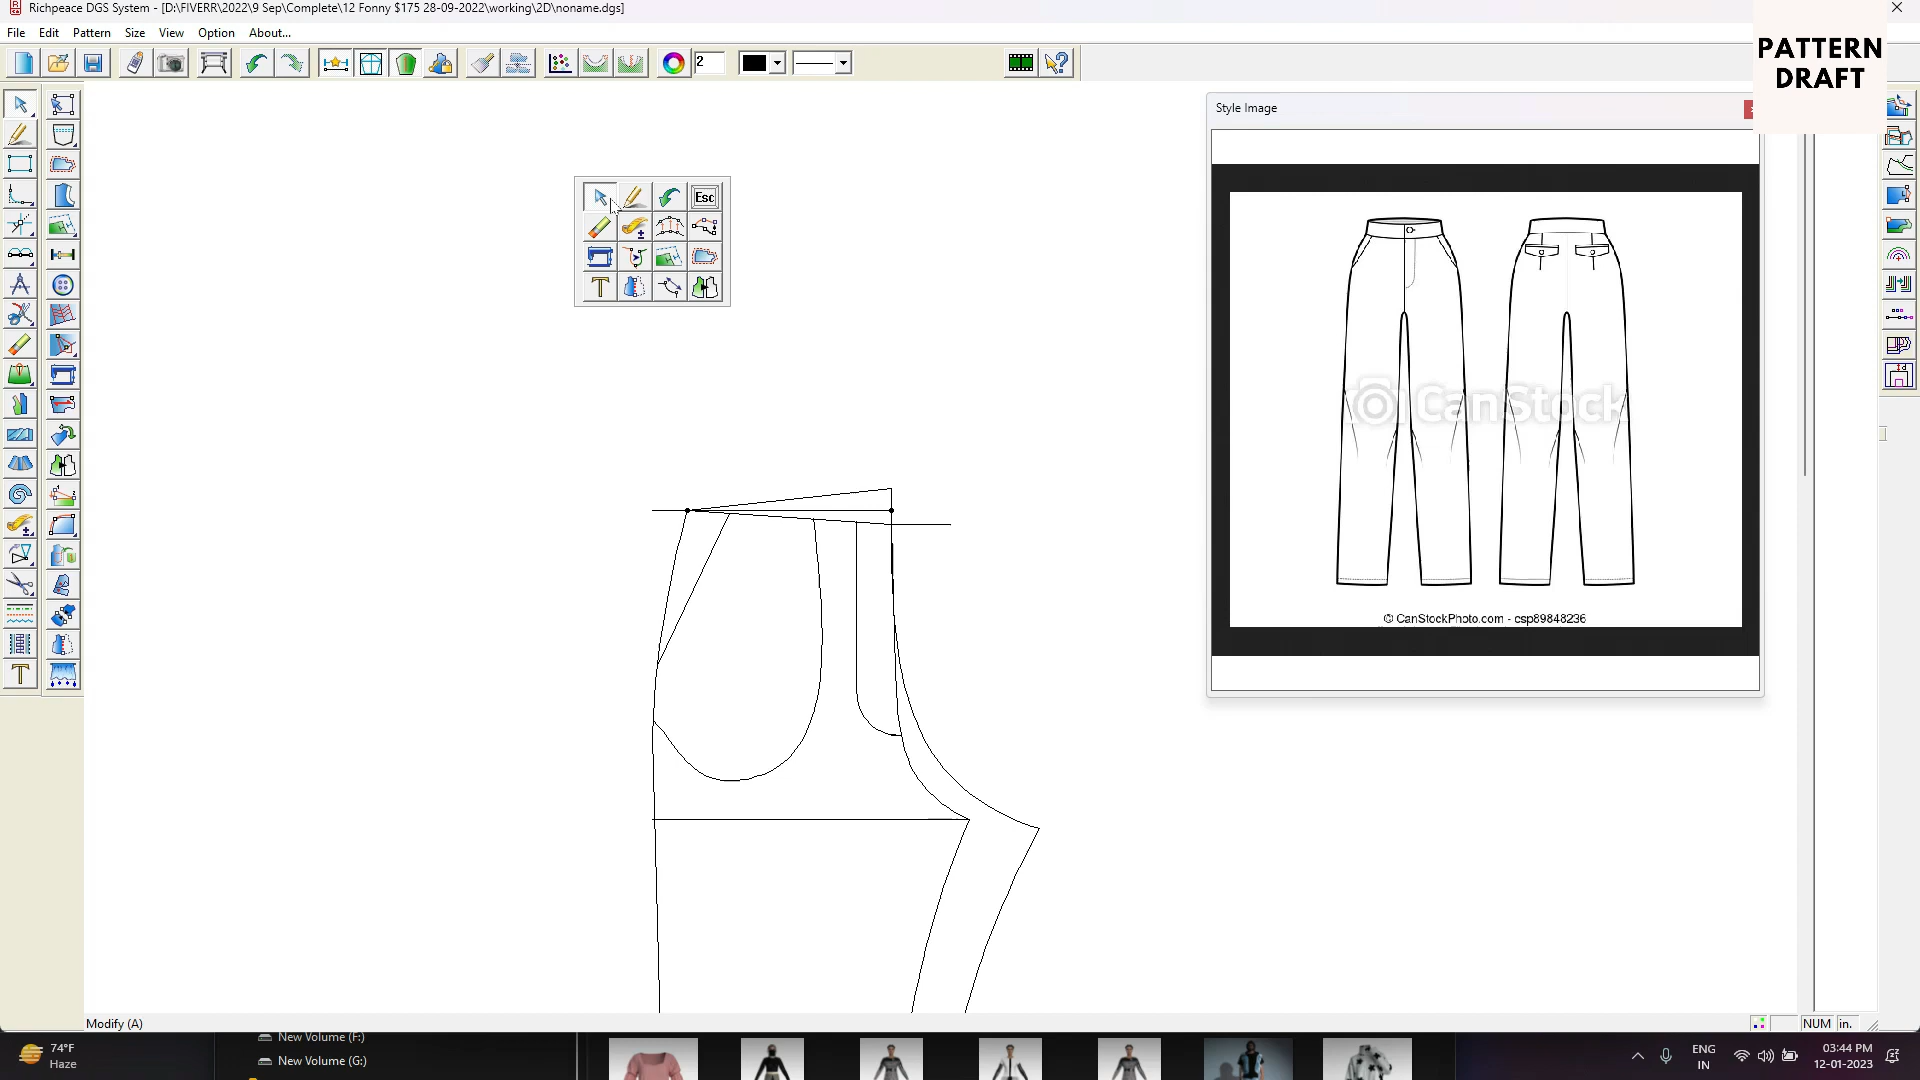 Richpeace DGS System - [D:\FIVERR\2022\9 Sep\Complete\12 Fonny $175 28-09-2022\working\2D\noname.dgs]
File Edit Pattern Size View Option About...
2
PATTERN
DRAFT
Style Image
Esc
CanStock
© CanStockPhoto.com - csp89848236
T
Modify (A)
NUM in.
New Volume (F:)
New Volume (G:)
74°F
Haze
ENG
IN
03:44 PM
12-01-2023